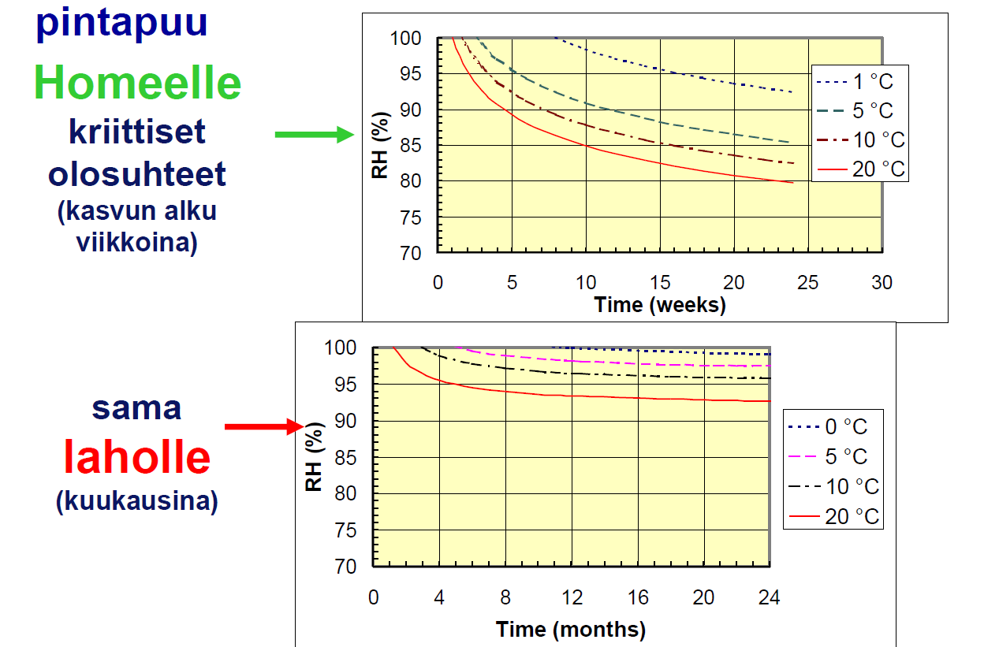 pintapuu
Homeelle
kriittiset
olosuhteet
(kasvun alku
viikkoina)
RH (%)
100
95
90
85
80
75
70
0 5 10 15 20 25 30
Time (weeks)
1 °C
5 °C
10 °C
20 °C
sama
laholle
(kuukausina)
RH (%)
100
95
90
85
80
75
70
0 4 8 12 16 20 24
Time (months)
0 °C
5 °C
10 °C
20 °C